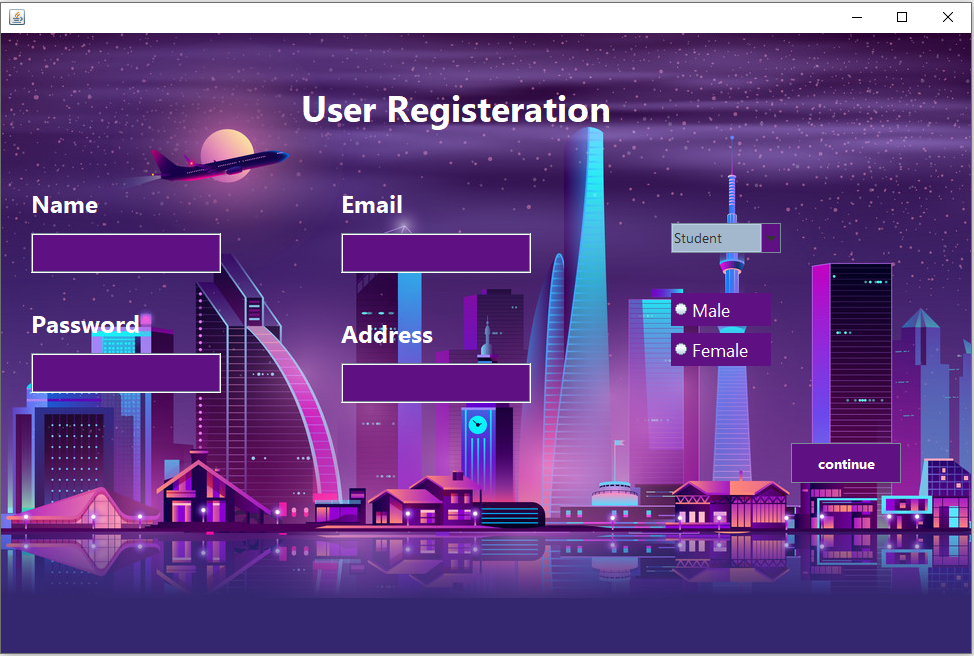 User Registeration
Name
Email
Student
Male
Password
Address
Female
continue